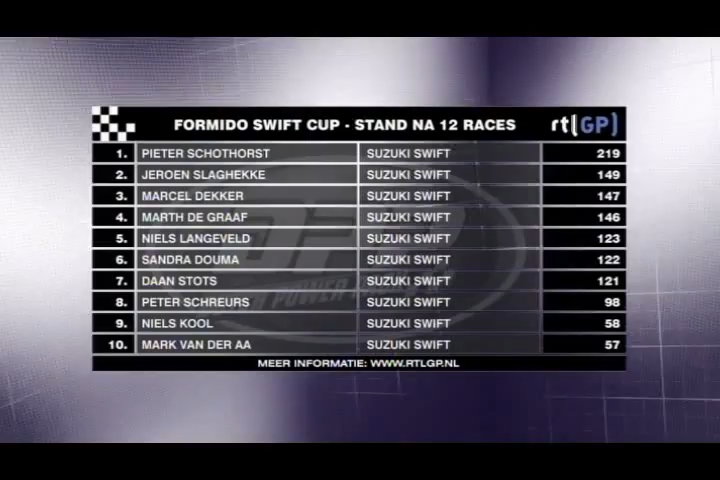 FORMIDO SWIFT CUP - STAND NA 12 RACES rtl(GP)
1. PIETER SCHOTHORST SUZUKI SWIFT 219
2. JEROEN SLAGHEKKE SUZUKI SWIFT 149
3. MARCEL DEKKER SUZUKI SWIFT 147
4. MARTH DE GRAAF SUZUKI SWIFT 146
5. NIELS LANGEVELD SUZUKI SWIFT 123
6. SANDRA DOUMA SUZUKI SWIFT 122
7. DAAN STOTS SUZUKI SWIFT 121
8. PETER SCHREURS SUZUKI SWIFT 98
9. NIELS KOOL SUZUKI SWIFT 58
10. MARK VAN DER AA SUZUKI SWIFT 57
MEER INFORMATIE: WWW.RTLGP.NL